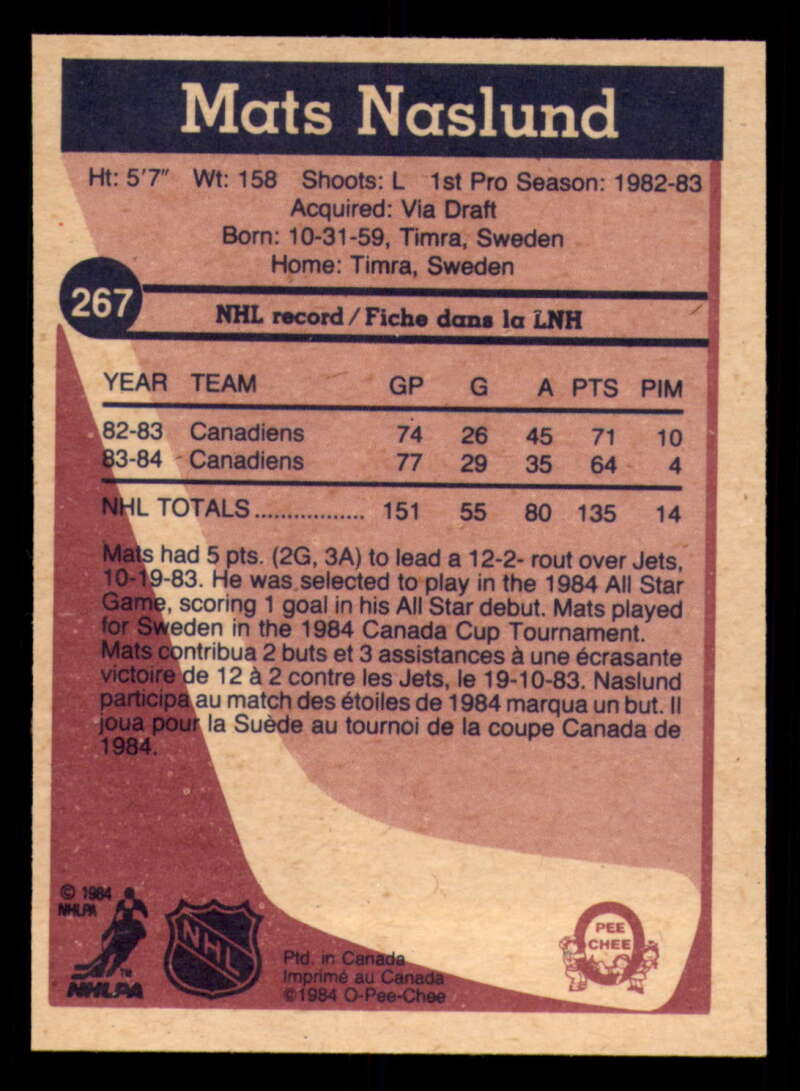 Mats Naslund
Ht: 5'7" Wt: 158 Shoots: L 1st Pro Season: 1982-83
Acquired: Via Draft
Born: 10-31-59, Timra, Sweden
Home: Timra, Sweden
267
NHL record / Fiche dans la LNH
YEAR TEAM GP G A PTS PIM
82-83 Canadiens 74 26 45 71 10
83-84 Canadiens 77 29 35 64 4
NHL TOTALS................. 151 55 80 135 14
Mats had 5 pts. (2G, 3A) to lead a 12-2- rout over Jets,
10-19-83. He was selected to play in the 1984 All Star
Game, scoring 1 goal in his All Star debut. Mats played
for Sweden in the 1984 Canada Cup Tournament.
Mats contribua 2 buts et 3 assistances à une écrasante
victoire de 12 à 2 contre les Jets, le 19-10-83. Naslund
participa au match des étoiles de 1984 marqua un but. Il
joua pour la Suède au tournoi de la coupe Canada de
1984.
© 1984
NHLPA
TM
NHLPA
NHL
Ptd. in Canada
Imprimé au Canada
©1984 O-Pee-Chee
PEE
CHEE